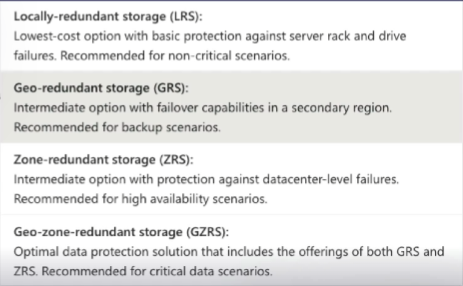 Locally-redundant storage (LRS):
Lowest-cost option with basic protection against server rack and drive
failures. Recommended for non-critical scenarios.
Geo-redundant storage (GRS):
Intermediate option with failover capabilities in a secondary region.
Recommended for backup scenarios.
Zone-redundant storage (ZRS):
Intermediate option with protection against datacenter-level failures.
Recommended for high availability scenarios.
Geo-zone-redundant storage (GZRS):
Optimal data protection solution that includes the offerings of both GRS and
ZRS. Recommended for critical data scenarios.